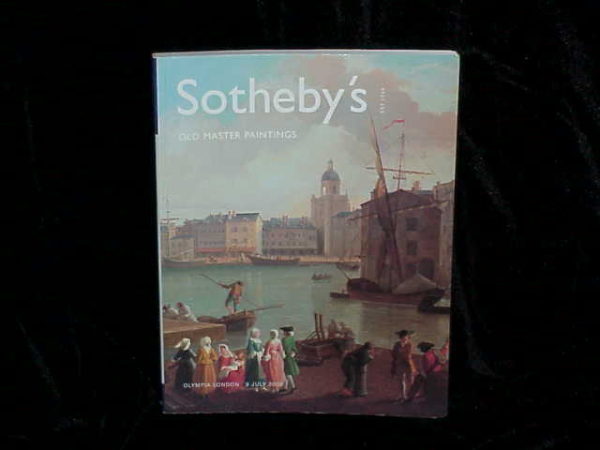 Sotheby's
OLD MASTER PAINTINGS
OLYMPIA LONDON 9 JULY